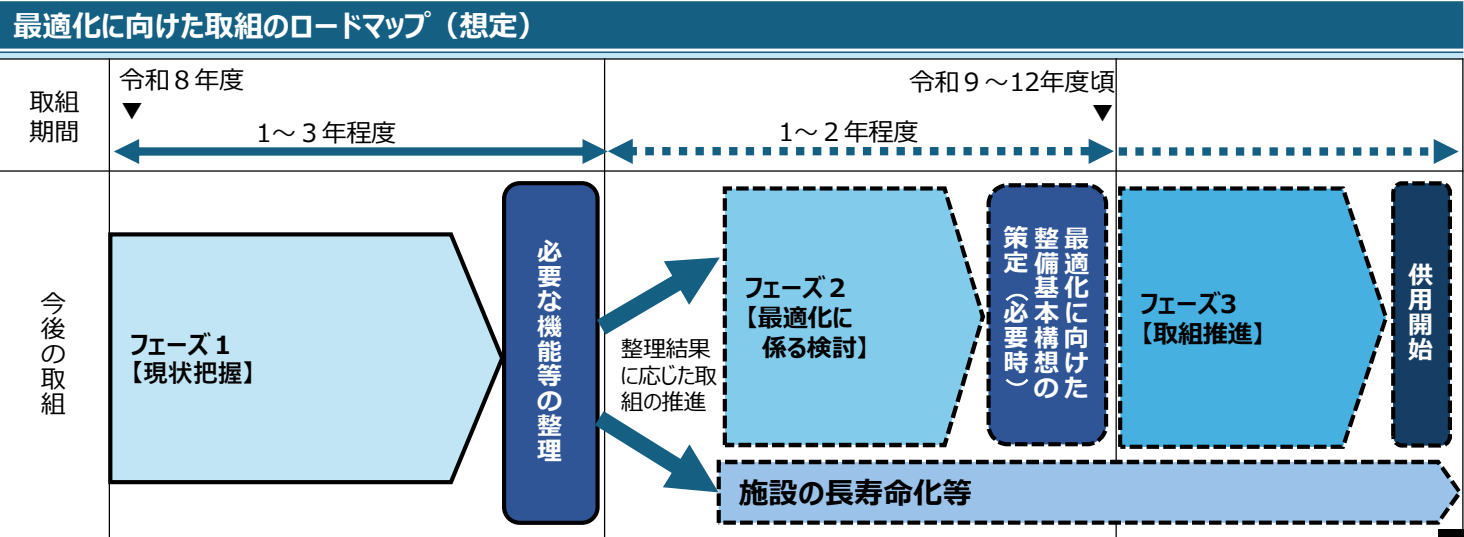 最適化に向けた取組のロードマップ（想定）
取組
期間
令和８年度
▼
1～３年程度
令和９～12年度頃
▼
1～２年程度
今後の取組
フェーズ１
【現状把握】
必要な機能等の整理
整理結果
に応じた取
組の推進
フェーズ２
【最適化に
係る検討】
最適化に向けた
整備基本構想の
策定（必要時）
フェーズ3
【取組推進】
供用開始
施設の長寿命化等